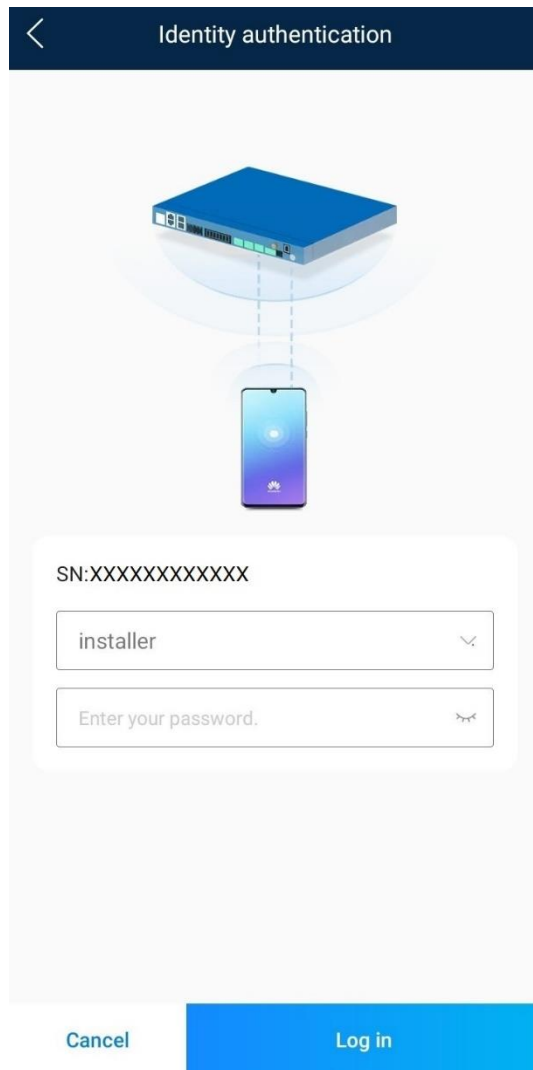 Identity authentication
SN:XXXXXXXXXXXX
installer
Enter your password.
Cancel
Log in